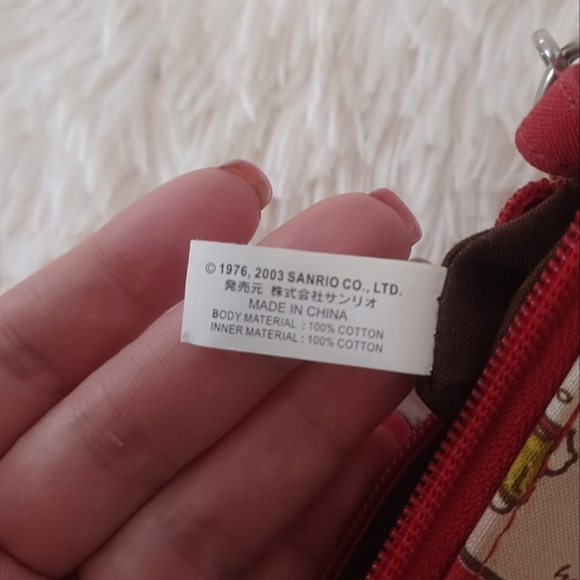 © 1976, 2003 SANRIO CO., LTD.
発売元 株式会社サンリオ
MADE IN CHINA
BODY MATERIAL : 100% COTTON
INNER MATERIAL : 100% COTTON